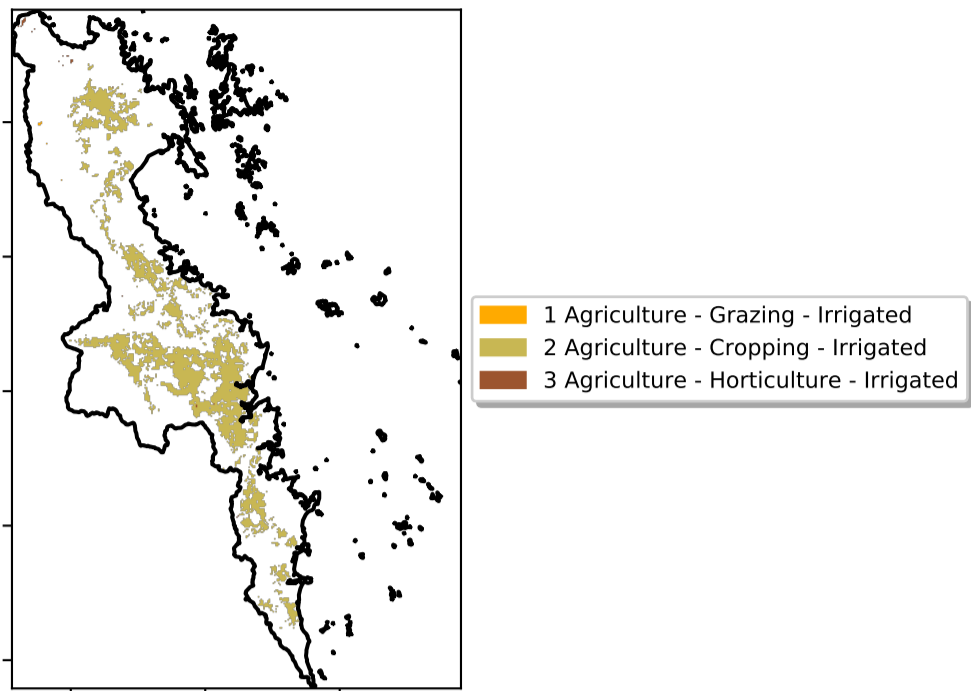 1 Agriculture - Grazing - Irrigated
2 Agriculture - Cropping - Irrigated
3 Agriculture - Horticulture - Irrigated